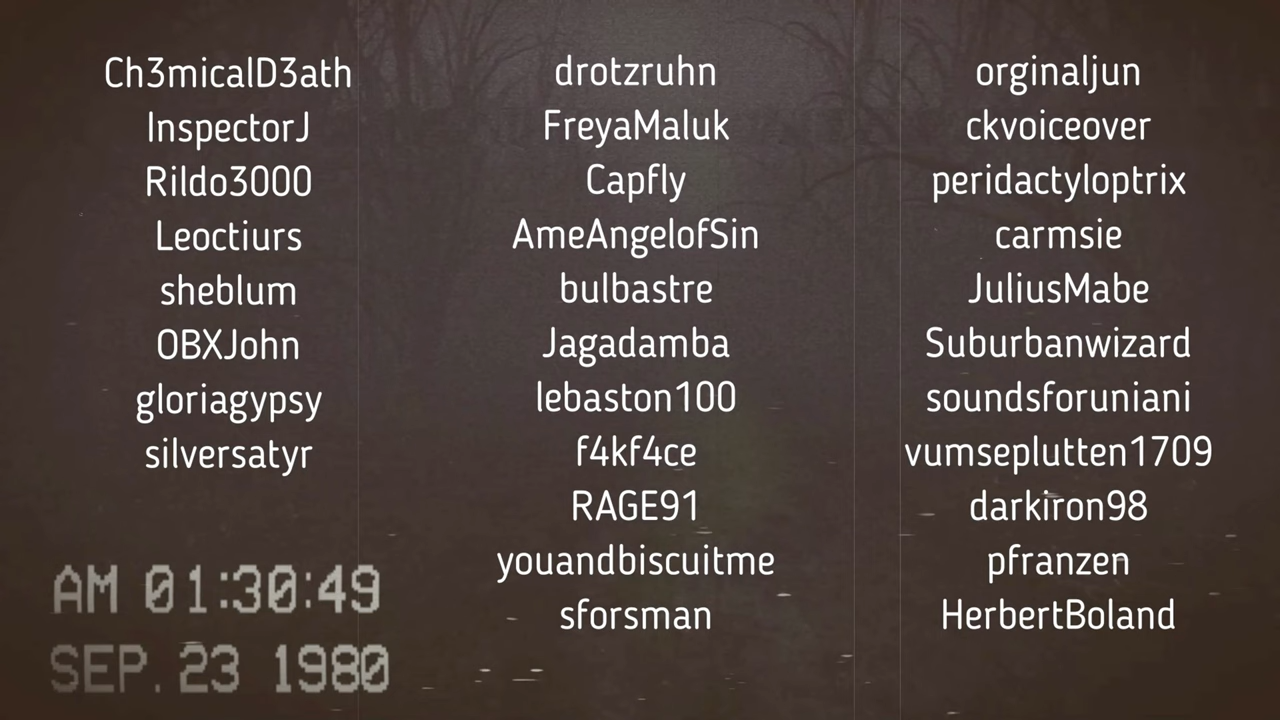 Ch3micalD3ath
InspectorJ
Rildo3000
Leoctiurs
sheblum
OBXJohn
gloriagypsy
silversatyr
drotzruhn
FreyaMaluk
Capfly
AmeAngelofSin
bulbastre
Jagadamba
lebaston100
f4kf4ce
RAGE91
youandbiscuitme
sforsman
orginaljun
ckvoiceover
peridactyloptrix
carmsie
JuliusMabe
Suburbanwizard
soundsforuniani
vumseplutten1709
darkiron98
pfranzen
HerbertBoland
AM 01:30:49
SEP. 23 1980